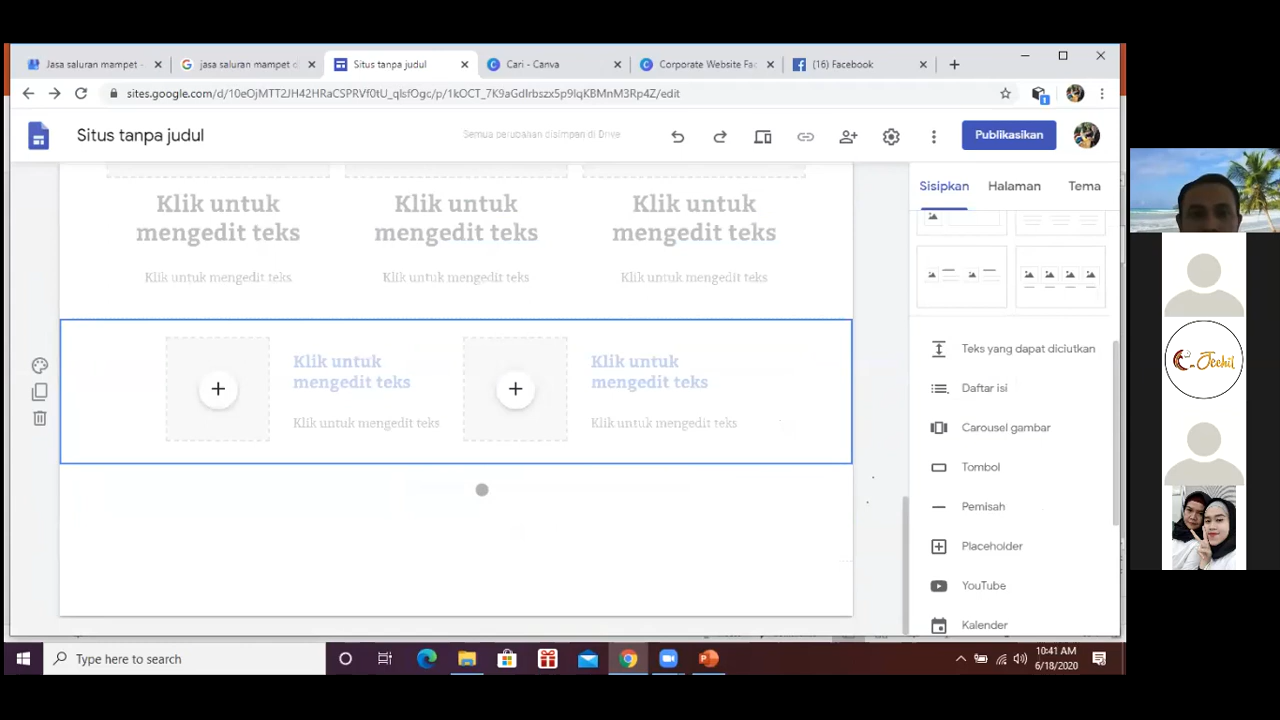 Jasa saluran mampet -
jasa saluran mampet d
Situs tanpa judul
Cari - Canva
Corporate Website Fac
(16) Facebook
sites.google.com/d/10eOjMTT2JH42HRaCSPRVf0tU_qlsfOgc/p/1kOCT_7K9aGdIrbszx5p9lqKBMnM3Rp4Z/edit
Situs tanpa judul
Semua perubahan disimpan di Drive
Publikasikan
Sisipkan
Halaman
Tema
Klik untuk
mengedit teks
Klik untuk mengedit teks
Klik untuk
mengedit teks
Klik untuk mengedit teks
Klik untuk
mengedit teks
Klik untuk mengedit teks
Klik untuk
mengedit teks
Klik untuk mengedit teks
Klik untuk
mengedit teks
Klik untuk mengedit teks
Teks yang dapat diciutkan
Daftar isi
Carousel gambar
Tombol
Pemisah
Placeholder
YouTube
Kalender
Type here to search
10:41 AM
6/18/2020